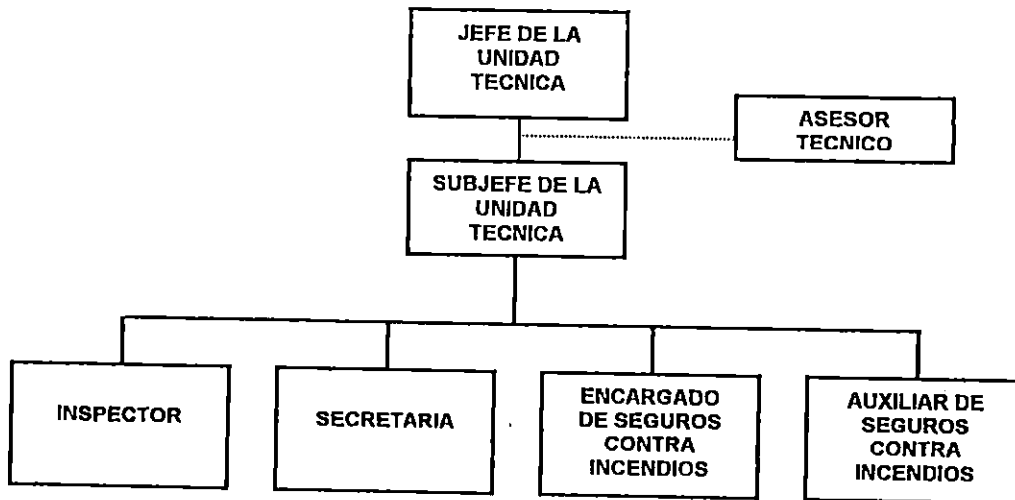 JEFE DE LA
UNIDAD
TECNICA
ASESOR
TECNICO
SUBJEFE DE LA
UNIDAD
TECNICA
INSPECTOR
SECRETARIA
ENCARGADO
DE SEGUROS
CONTRA
INCENDIOS
AUXILIAR DE
SEGUROS
CONTRA
INCENDIOS